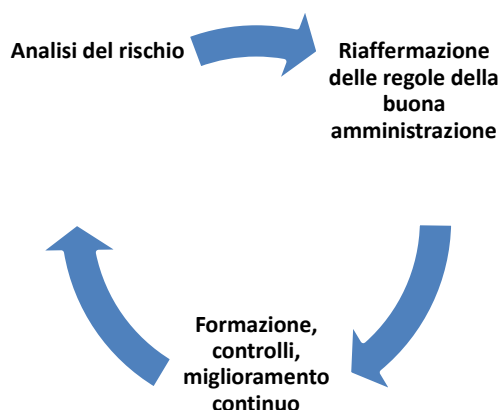 Analisi del rischio
Riaffermazione
delle regole della
buona
amministrazione
Formazione,
controlli,
miglioramento
continuo